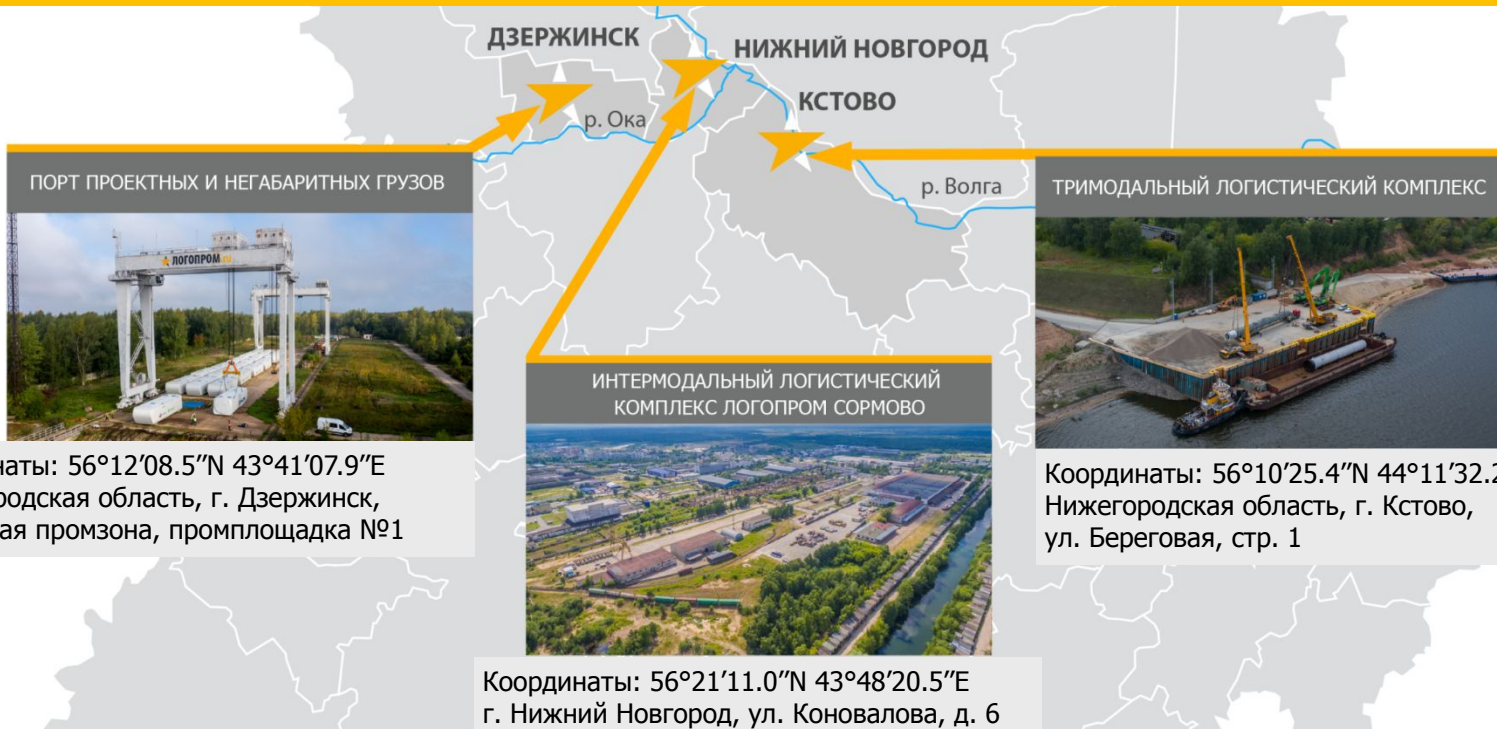 ДЗЕРЖИНСК
НИЖНИЙ НОВГОРОД
КСТОВО
р. Ока
р. Волга
ПОРТ ПРОЕКТНЫХ И НЕГАБАРИТНЫХ ГРУЗОВ
ЛОГОПРОМ
наты: 56°12’08.5”N 43°41’07.9”E
родская область, г. Дзержинск,
ая промзона, промплощадка №1
ИНТЕРМОДАЛЬНЫЙ ЛОГИСТИЧЕСКИЙ
КОМПЛЕКС ЛОГОПРОМ СОРМОВО
Координаты: 56°21’11.0”N 43°48’20.5”E
г. Нижний Новгород, ул. Коновалова, д. 6
ТРИМОДАЛЬНЫЙ ЛОГИСТИЧЕСКИЙ КОМПЛЕКС
Координаты: 56°10’25.4”N 44°11’32.2
Нижегородская область, г. Кстово,
ул. Береговая, стр. 1